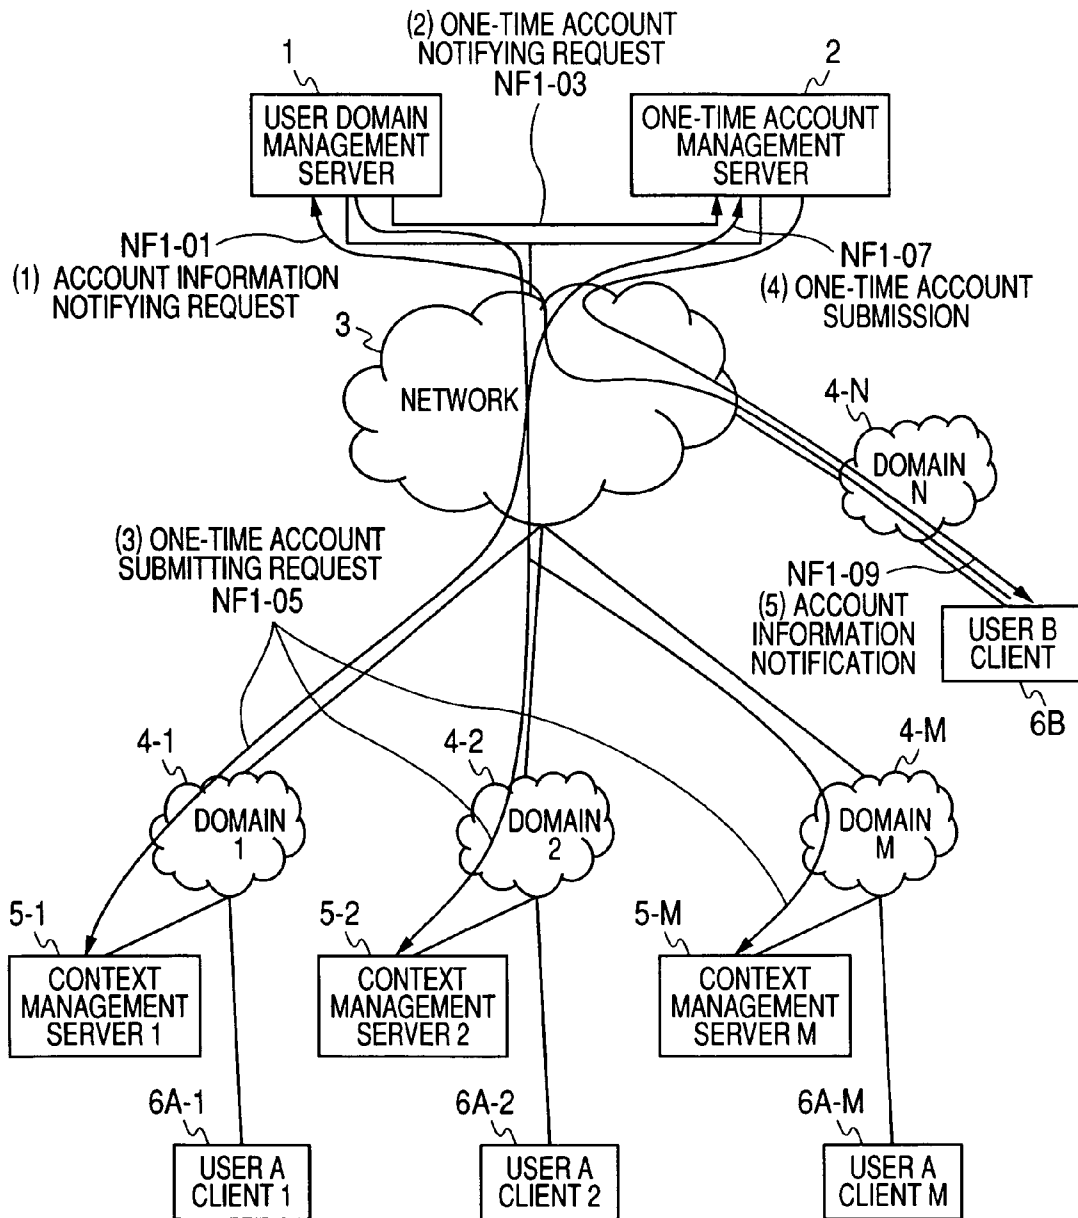 (2) ONE-TIME ACCOUNT
NOTIFYING REQUEST
NF1-03
1
2
USER DOMAIN
MANAGEMENT
SERVER
ONE-TIME ACCOUNT
MANAGEMENT
SERVER
NF1-01
(1) ACCOUNT INFORMATION
NOTIFYING REQUEST
NF1-07
(4) ONE-TIME ACCOUNT
SUBMISSION
3
NETWORK
4-N
DOMAIN
N
(3) ONE-TIME ACCOUNT
SUBMITTING REQUEST
NF1-05
NF1-09
(5) ACCOUNT
INFORMATION
NOTIFICATION
USER B
CLIENT
6B
4-1
DOMAIN
1
4-2
DOMAIN
2
4-M
DOMAIN
M
5-1
CONTEXT
MANAGEMENT
SERVER 1
5-2
CONTEXT
MANAGEMENT
SERVER 2
5-M
CONTEXT
MANAGEMENT
SERVER M
6A-1
USER A
CLIENT 1
6A-2
USER A
CLIENT 2
6A-M
USER A
CLIENT M